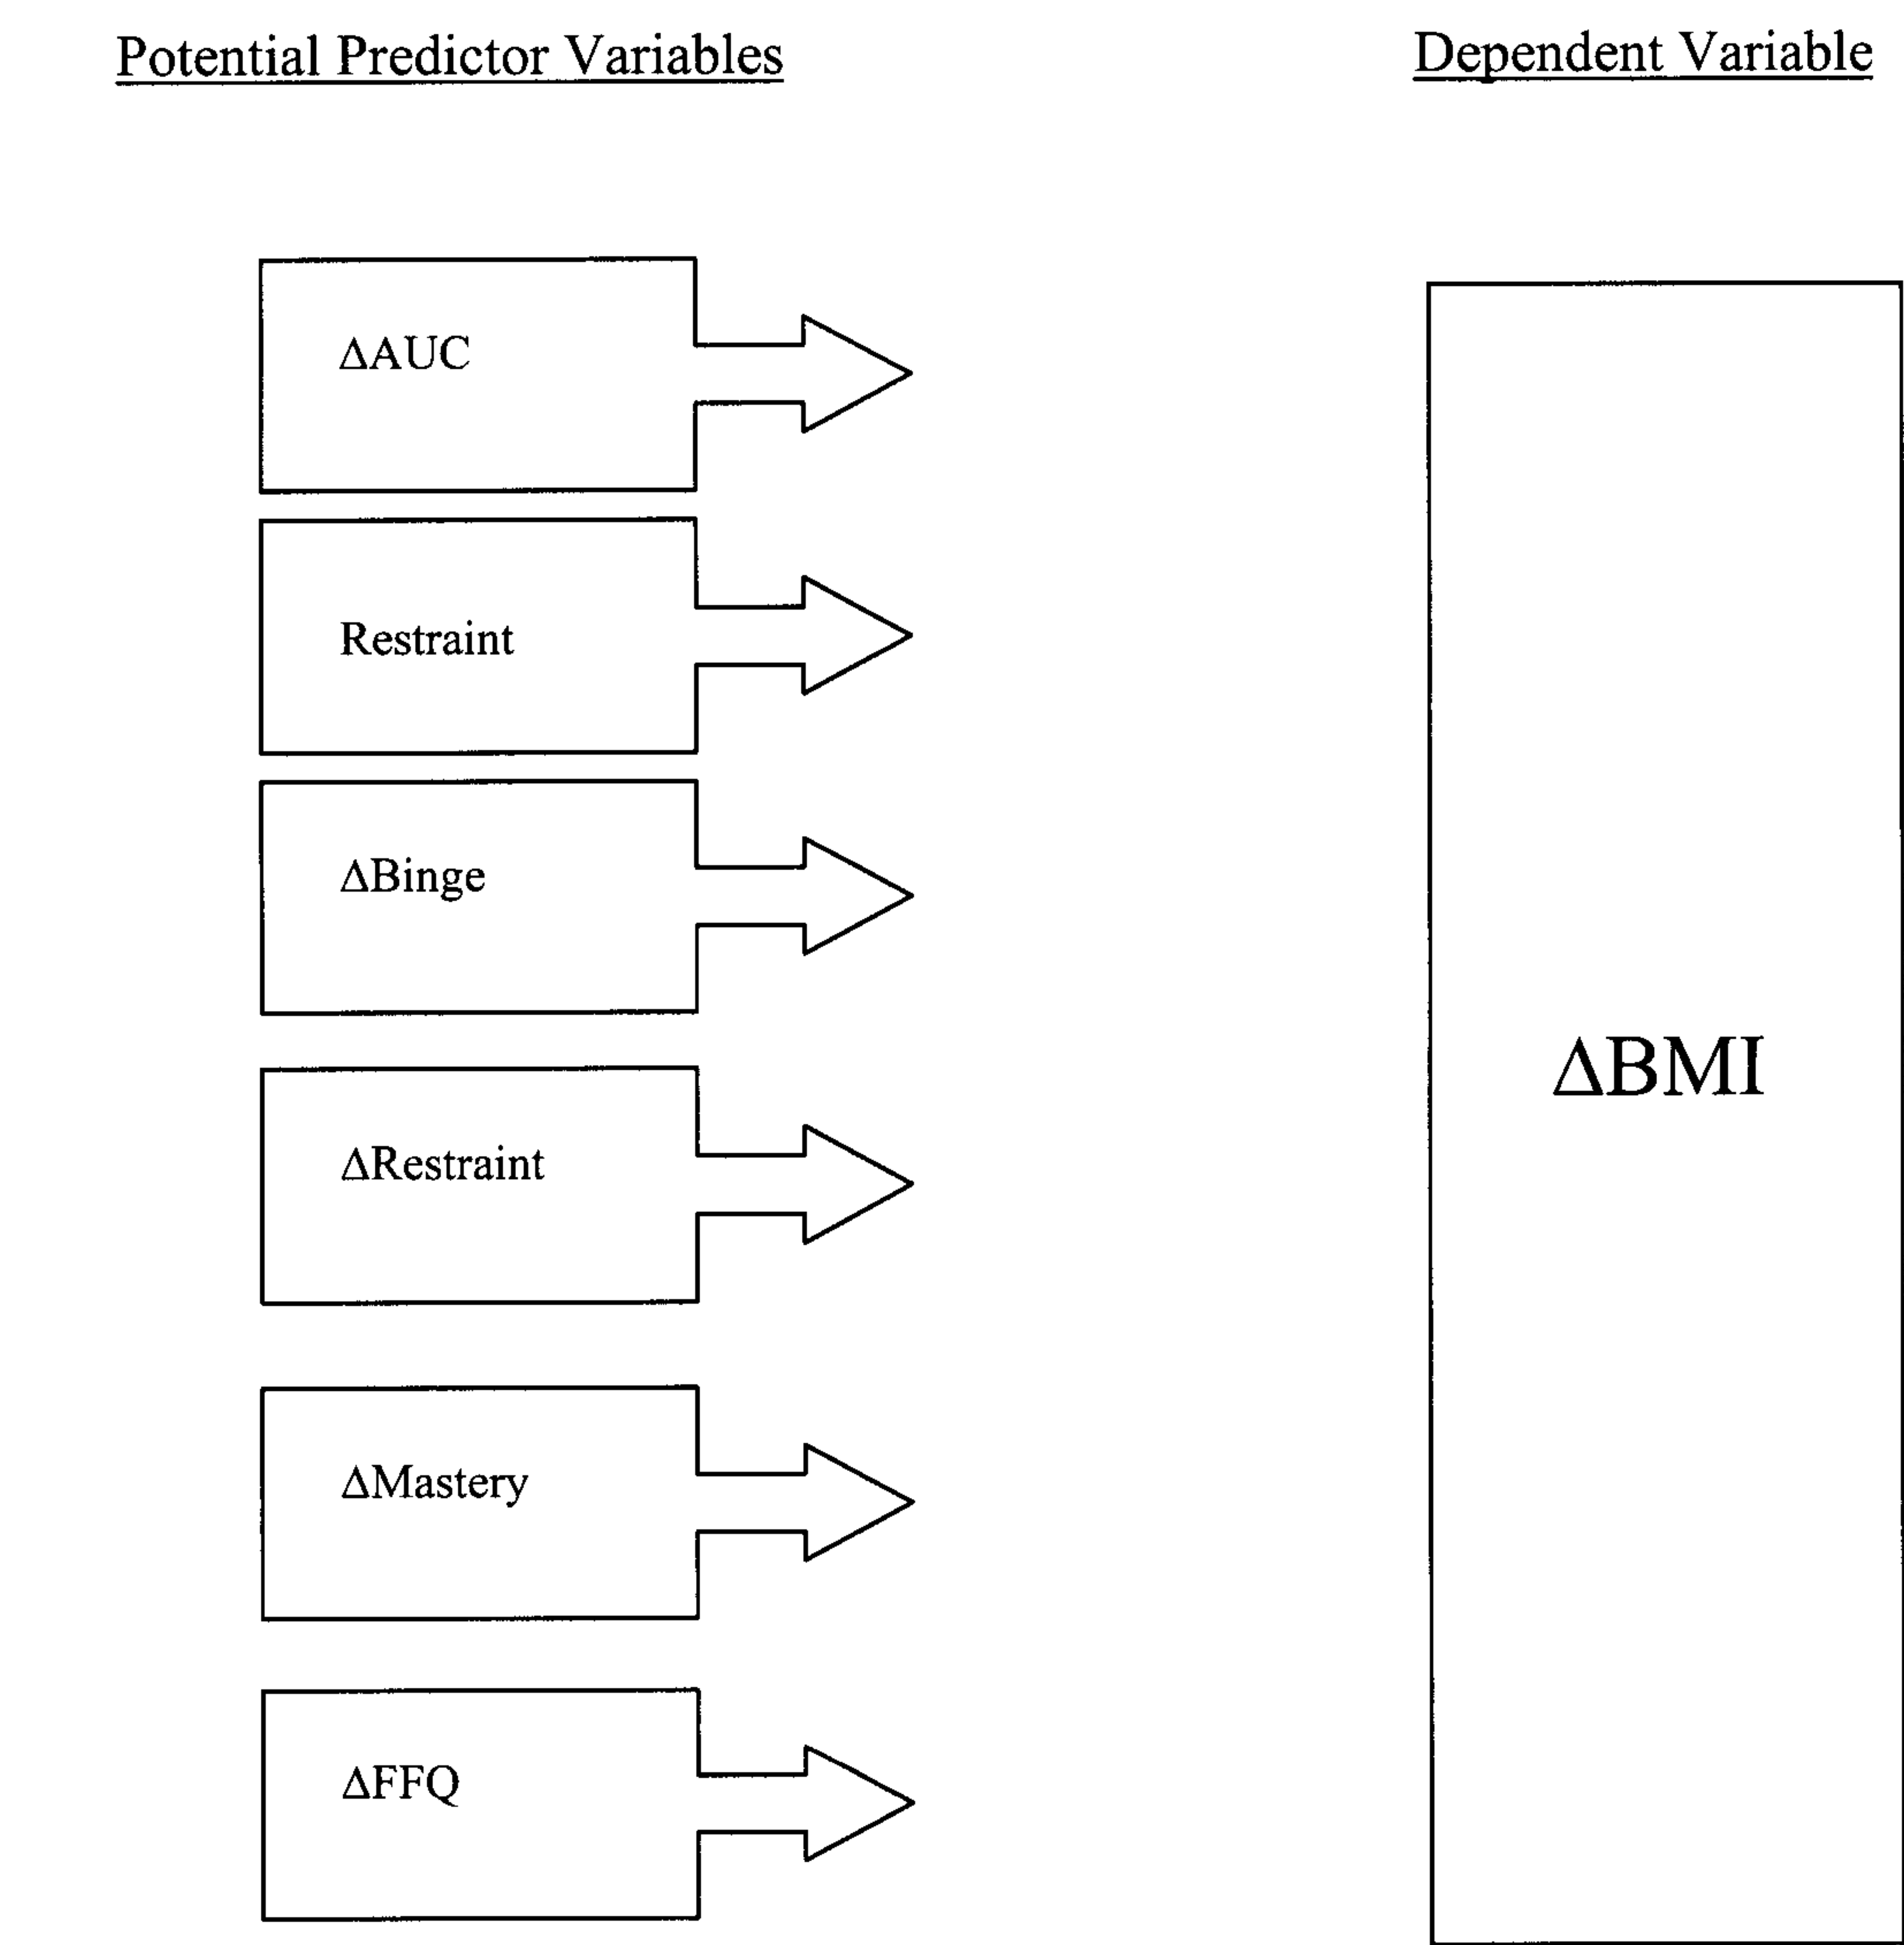 Potential Predictor Variables
Dependent Variable
ΔAUC
Restraint
ΔBinge
ΔRestraint
ΔMastery
ΔFFQ
ΔBMI